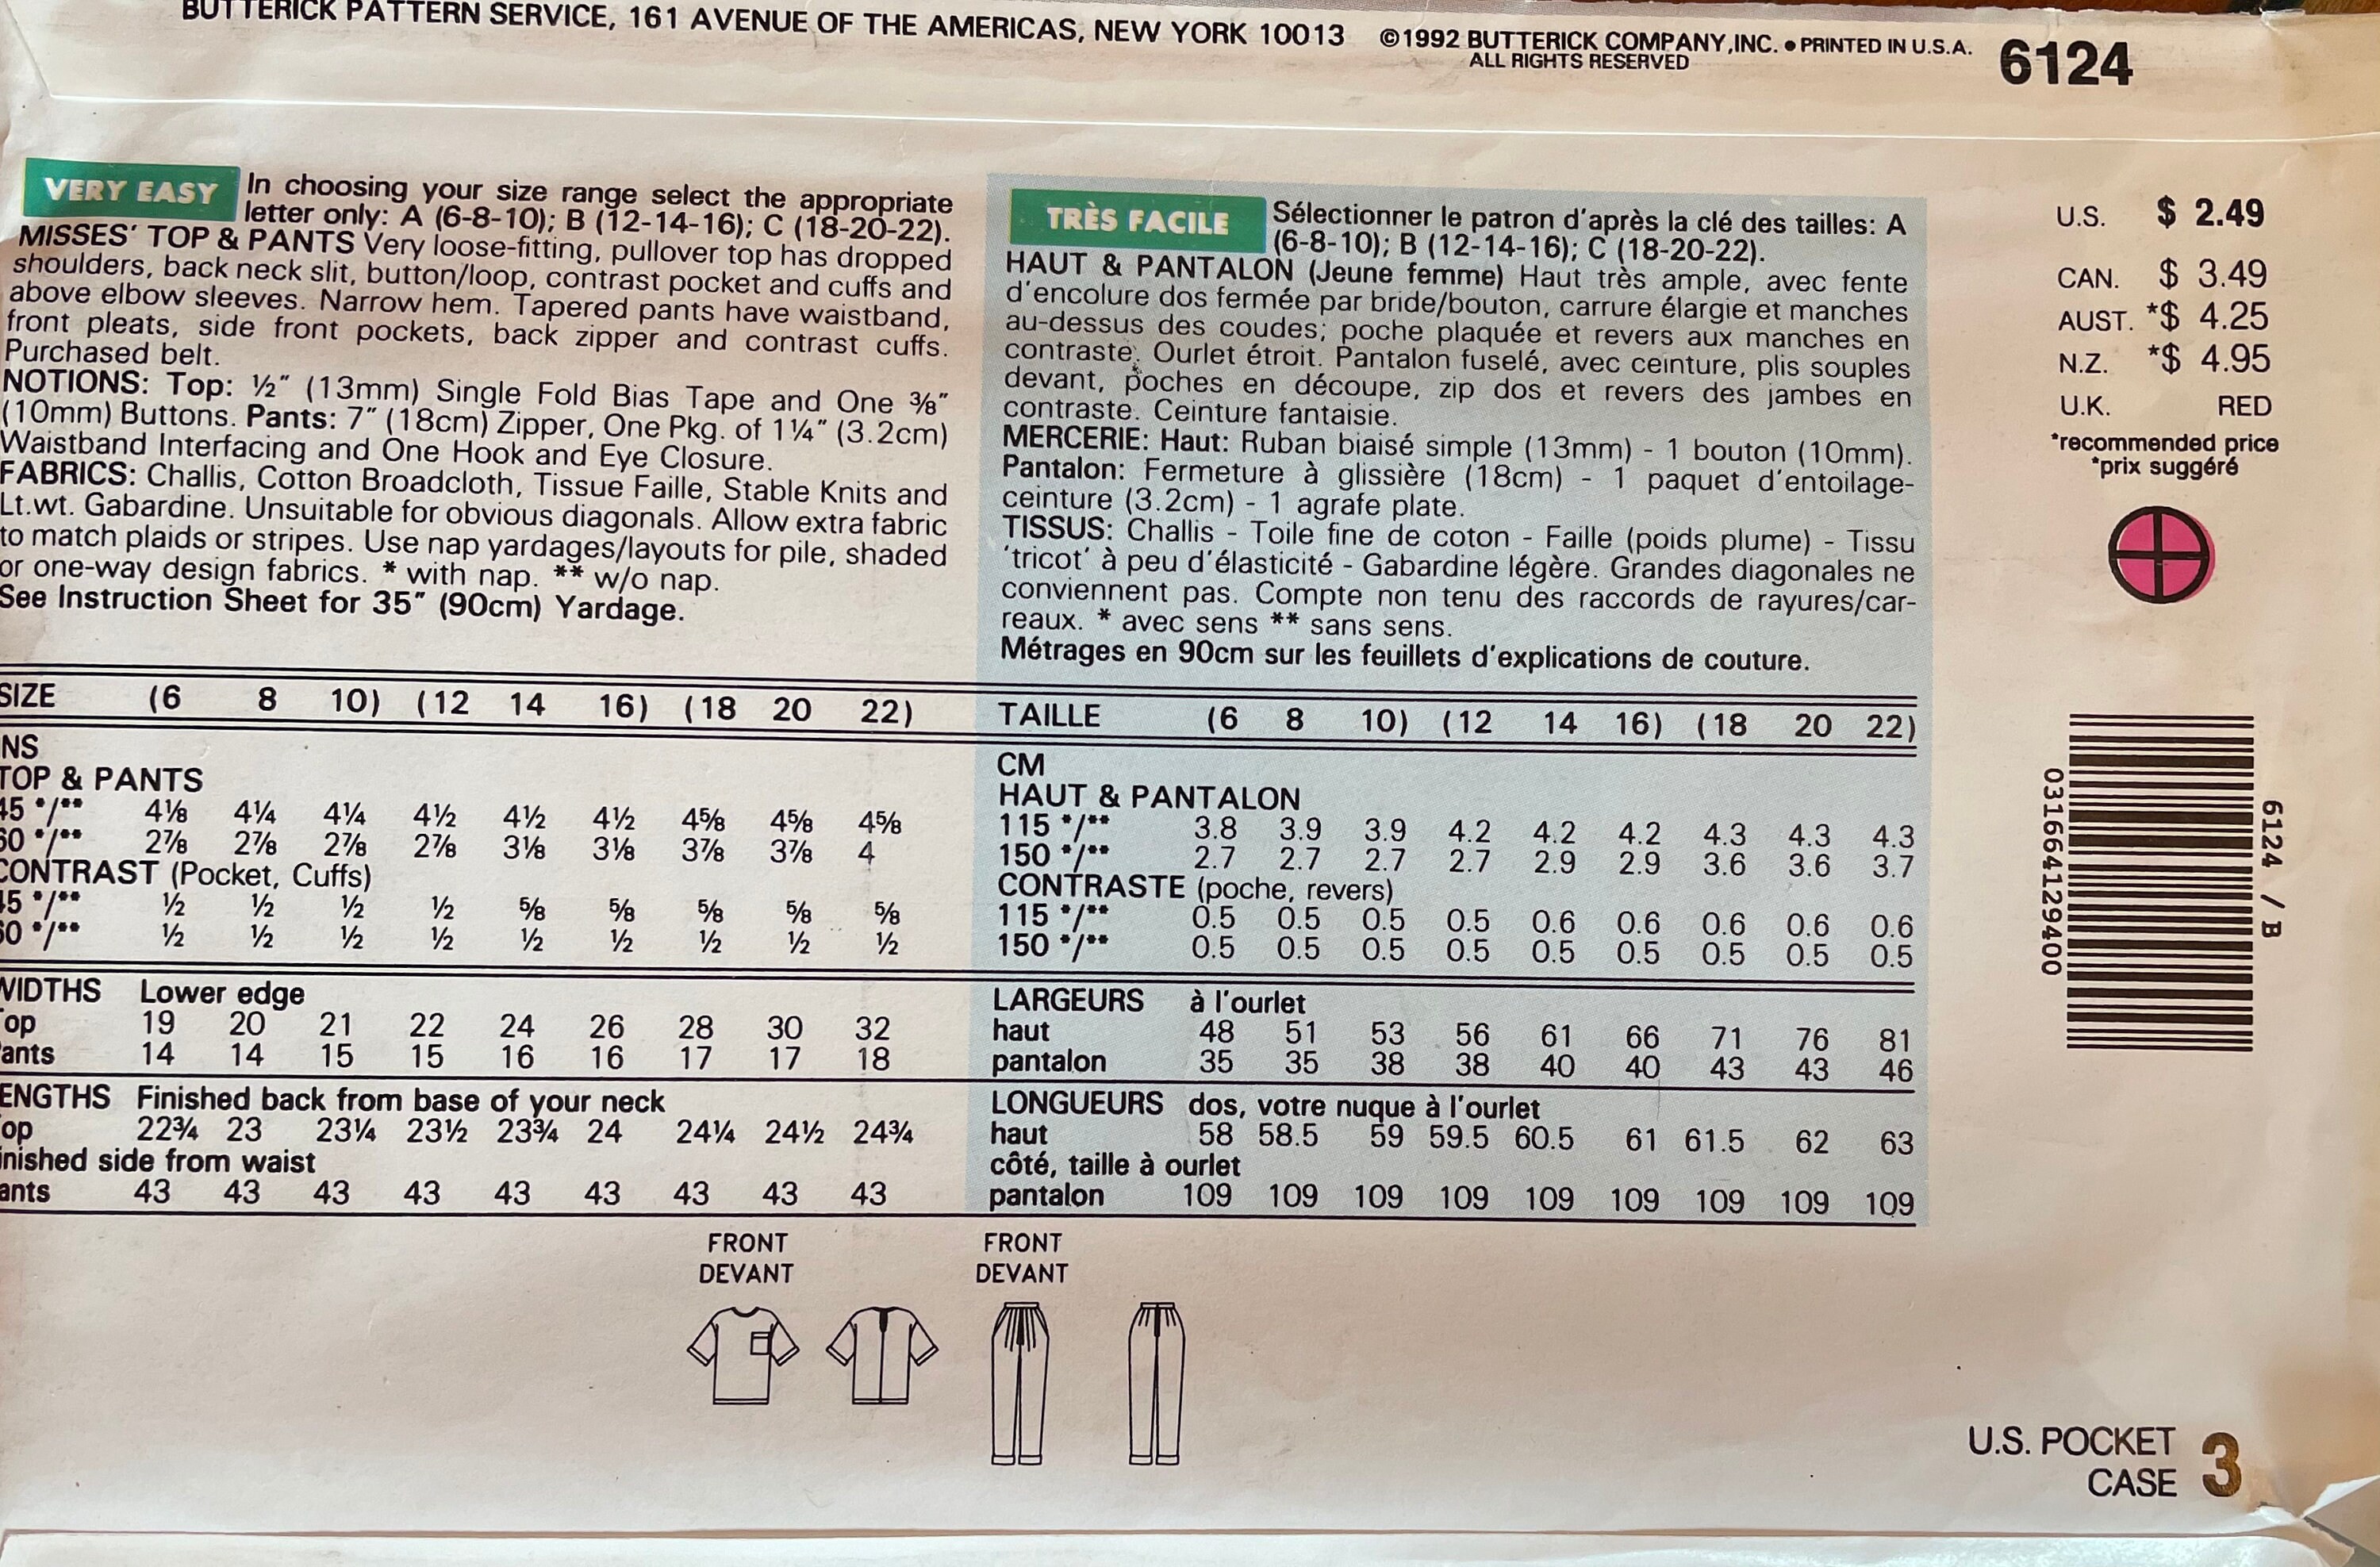 BUTTERICK PATTERN SERVICE, 161 AVENUE OF THE AMERICAS, NEW YORK 10013 ©1992 BUTTERICK COMPANY,INC. ● PRINTED IN U.S.A. 6124
ALL RIGHTS RESERVED
VERY EASY In choosing your size range select the appropriate
letter only: A (6-8-10); B (12-14-16); C (18-20-22).
MISSES' TOP & PANTS Very loose-fitting, pullover top has dropped
shoulders, back neck slit, button/loop, contrast pocket and cuffs and
above elbow sleeves. Narrow hem. Tapered pants have waistband,
front pleats, side front pockets, back zipper and contrast cuffs.
Purchased belt.
NOTIONS: Top: ½" (13mm) Single Fold Bias Tape and One ⅜"
(10mm) Buttons. Pants: 7" (18cm) Zipper, One Pkg. of 1¼" (3.2cm)
Waistband Interfacing and One Hook and Eye Closure.
FABRICS: Challis, Cotton Broadcloth, Tissue Faille, Stable Knits and
Lt.wt. Gabardine. Unsuitable for obvious diagonals. Allow extra fabric
to match plaids or stripes. Use nap yardages/layouts for pile, shaded
or one-way design fabrics. * with nap. ** w/o nap.
See Instruction Sheet for 35" (90cm) Yardage.
SIZE (6 8 10) (12 14 16) (18 20 22)
NS
TOP & PANTS
45 */** 4⅛ 4¼ 4¼ 4½ 4½ 4½ 4⅝ 4⅝ 4⅝
60 */** 2⅞ 2⅞ 2⅞ 2⅞ 3⅛ 3⅛ 3⅞ 3⅞ 4
CONTRAST (Pocket, Cuffs)
45 */** ½ ½ ½ ½ ⅝ ⅝ ⅝ ⅝ ⅝
60 */** ½ ½ ½ ½ ½ ½ ½ ½ ½
WIDTHS Lower edge
op 19 20 21 22 24 26 28 30 32
ants 14 14 15 15 16 16 17 17 18
ENGTHS Finished back from base of your neck
op 22¾ 23 23¼ 23½ 23¾ 24 24¼ 24½ 24¾
inished side from waist
ants 43 43 43 43 43 43 43 43 43
TRÈS FACILE Sélectionner le patron d'après la clé des tailles: A
(6-8-10); B (12-14-16); C (18-20-22).
HAUT & PANTALON (Jeune femme) Haut très ample, avec fente
d'encolure dos fermée par bride/bouton, carrure élargie et manches
au-dessus des coudes; poche plaquée et revers aux manches en
contraste. Ourlet étroit. Pantalon fuselé, avec ceinture, plis souples
devant, poches en découpe, zip dos et revers des jambes en
contraste. Ceinture fantaisie.
MERCERIE: Haut: Ruban biaisé simple (13mm) - 1 bouton (10mm).
Pantalon: Fermeture à glissière (18cm) - 1 paquet d'entoilage-
ceinture (3.2cm) - 1 agrafe plate.
TISSUS: Challis - Toile fine de coton - Faille (poids plume) - Tissu
'tricot' à peu d'élasticité - Gabardine légère. Grandes diagonales ne
conviennent pas. Compte non tenu des raccords de rayures/car-
reaux. * avec sens ** sans sens.
Métrages en 90cm sur les feuillets d'explications de couture.
TAILLE (6 8 10) (12 14 16) (18 20 22)
CM
HAUT & PANTALON
115 */** 3.8 3.9 3.9 4.2 4.2 4.2 4.3 4.3 4.3
150 */** 2.7 2.7 2.7 2.7 2.9 2.9 3.6 3.6 3.7
CONTRASTE (poche, revers)
115 */** 0.5 0.5 0.5 0.5 0.6 0.6 0.6 0.6 0.6
150 */** 0.5 0.5 0.5 0.5 0.5 0.5 0.5 0.5 0.5
LARGEURS à l'ourlet
haut 48 51 53 56 61 66 71 76 81
pantalon 35 35 38 38 40 40 43 43 46
LONGUEURS dos, votre nuque à l'ourlet
haut 58 58.5 59 59.5 60.5 61 61.5 62 63
côté, taille à ourlet
pantalon 109 109 109 109 109 109 109 109 109
U.S. $ 2.49
CAN. $ 3.49
AUST. *$ 4.25
N.Z. *$ 4.95
U.K. RED
*recommended price
*prix suggéré
031664129400
6124 / B
FRONT
DEVANT
FRONT
DEVANT
U.S. POCKET
CASE 3